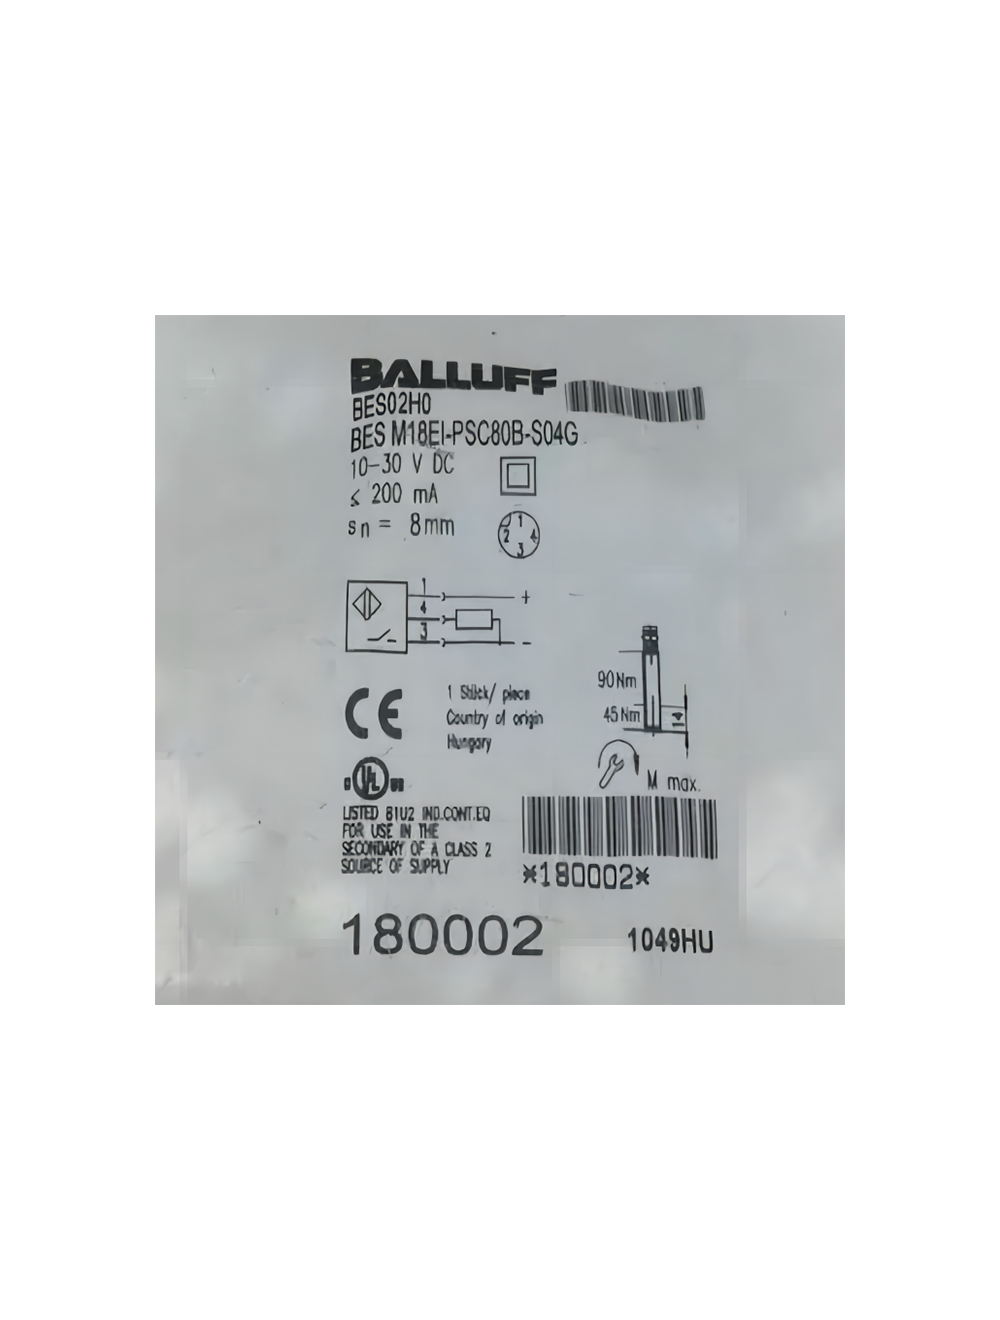 BALLUFF
BES02H0
BES M18EI-PSC80B-S04G
10-30 V DC
≤ 200 mA
sn = 8mm
1
2 4
3
1
+
4
3
-
90Nm
45Nm
14
M max.
CE
1 Stück/ piece
Country of origin
Hungary
UL
LISTED 81U2 IND.CONT.EQ
FOR USE IN THE
SECONDARY OF A CLASS 2
SOURCE OF SUPPLY
*180002*
180002
1049HU